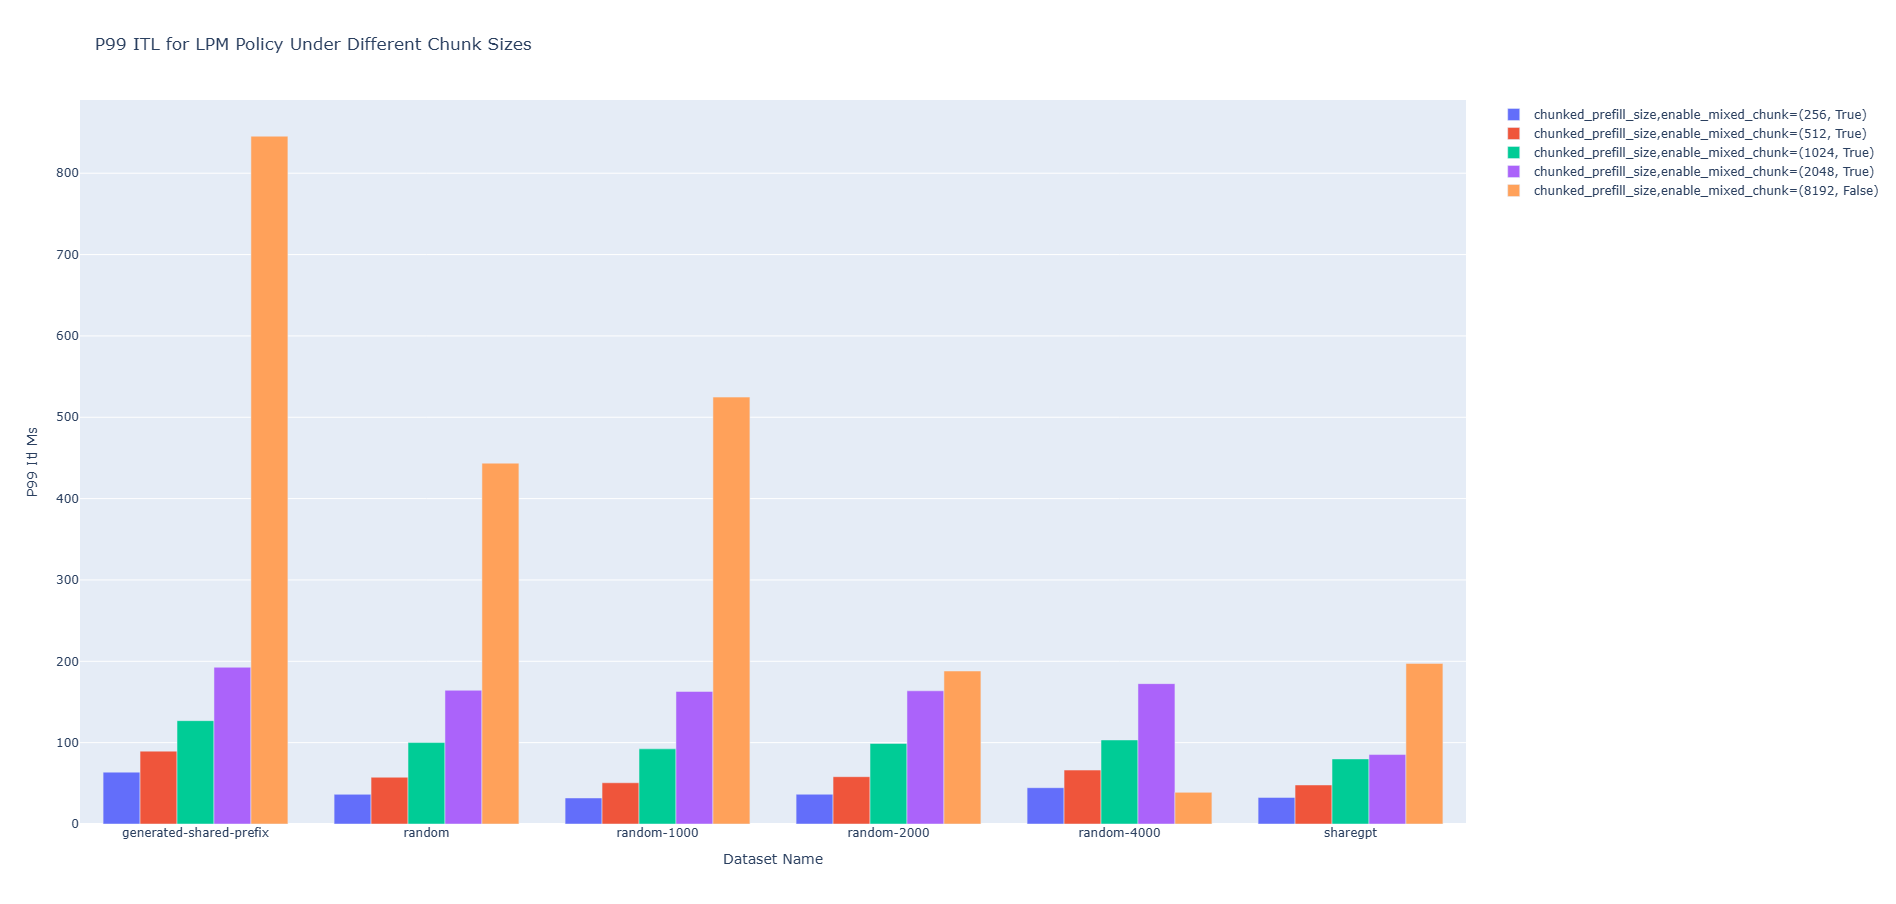 P99 ITL for LPM Policy Under Different Chunk Sizes
chunked_prefill_size,enable_mixed_chunk=(256, True)
chunked_prefill_size,enable_mixed_chunk=(512, True)
chunked_prefill_size,enable_mixed_chunk=(1024, True)
chunked_prefill_size,enable_mixed_chunk=(2048, True)
chunked_prefill_size,enable_mixed_chunk=(8192, False)
P99 Itl Ms
800
700
600
500
400
300
200
100
0
generated-shared-prefix
random
random-1000
random-2000
random-4000
sharegpt
Dataset Name